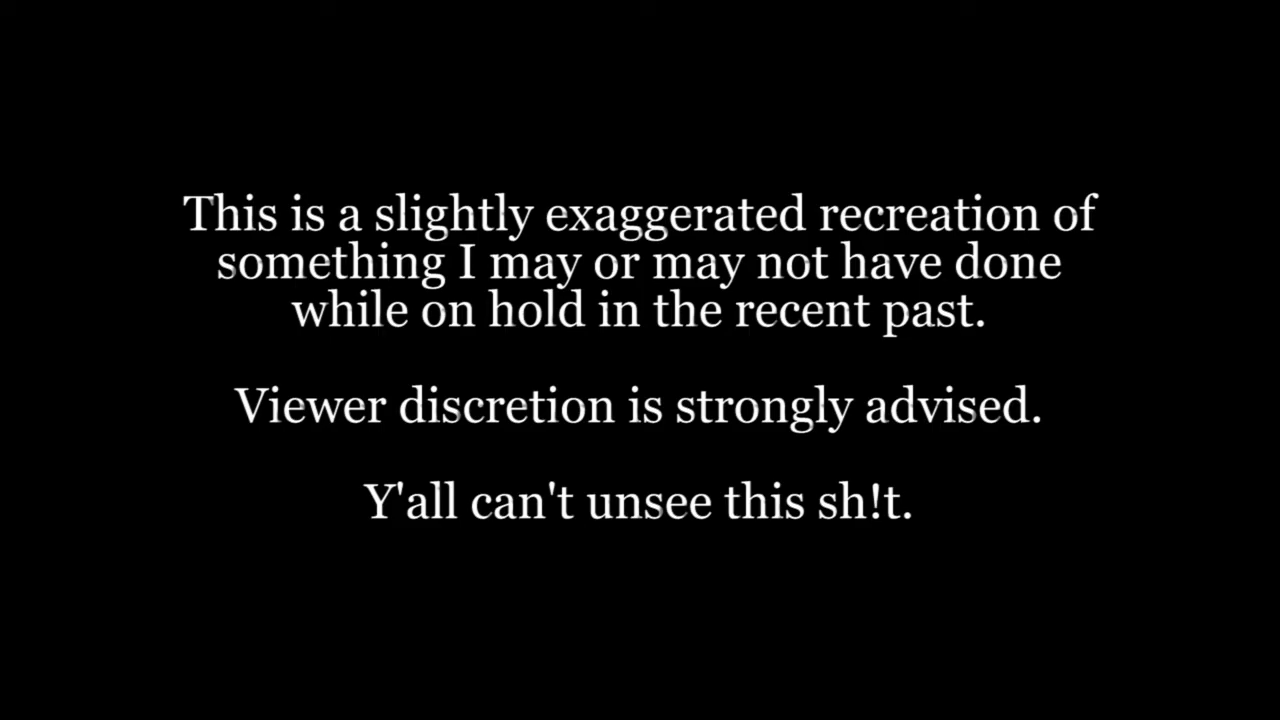 This is a slightly exaggerated recreation of
something I may or may not have done
while on hold in the recent past.
Viewer discretion is strongly advised.
Y'all can't unsee this sh!t.